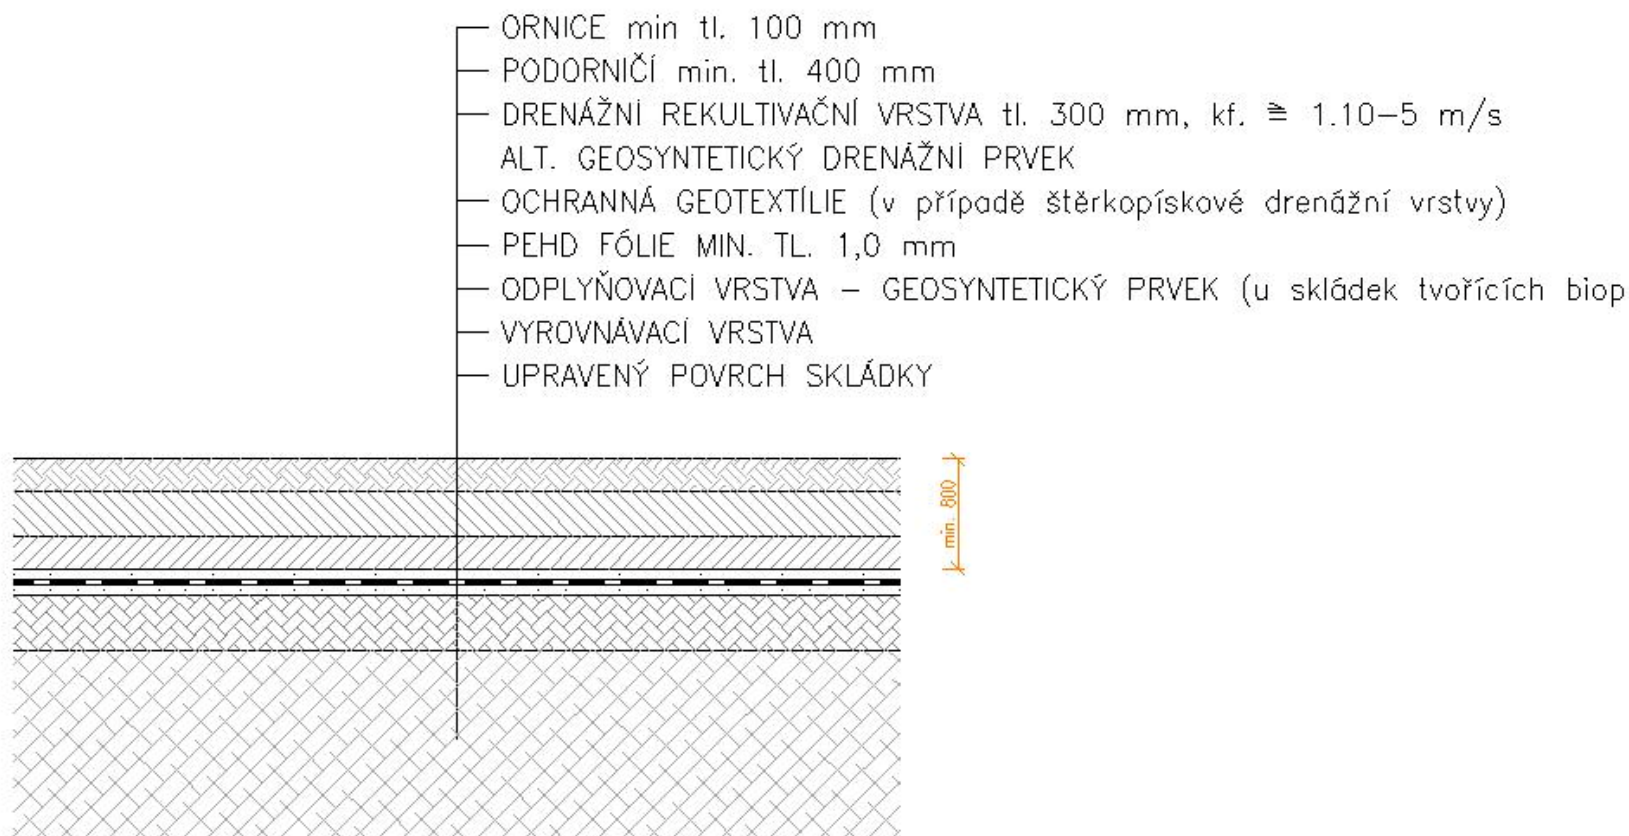 ORNICE min tl. 100 mm
PODORNIČÍ min. tl. 400 mm
DRENÁŽNÍ REKULTIVAČNÍ VRSTVA tl. 300 mm, kf. ≅ 1.10–5 m/s
ALT. GEOSYNTETICKÝ DRENÁŽNÍ PRVEK
OCHRANNÁ GEOTEXTÍLIE (v případě štěrkopískové drenážní vrstvy)
PEHD FÓLIE MIN. TL. 1,0 mm
ODPLYŇOVACÍ VRSTVA – GEOSYNTETICKÝ PRVEK (u skládek tvořících biop
VYROVNÁVACÍ VRSTVA
UPRAVENÝ POVRCH SKLÁDKY
min. 800